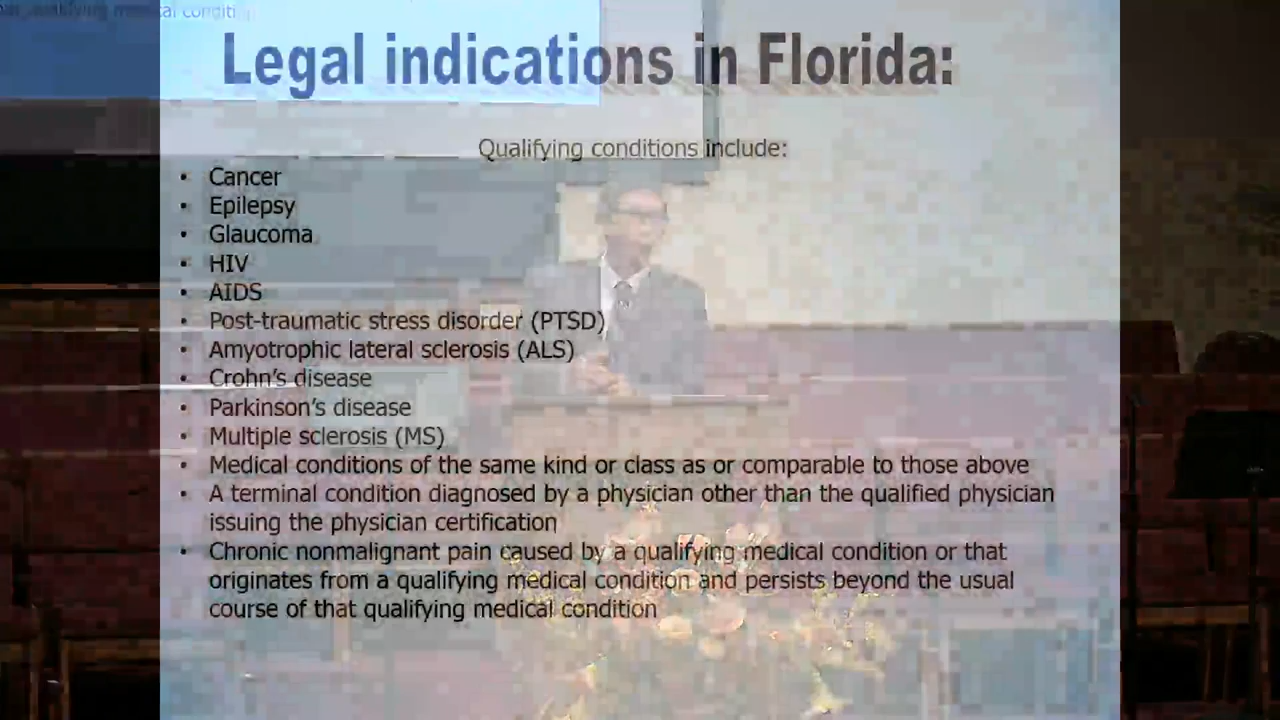 qualifying medical condition
Legal indications in Florida:
Qualifying conditions include:
• Cancer
• Epilepsy
• Glaucoma
• HIV
• AIDS
• Post-traumatic stress disorder (PTSD)
• Amyotrophic lateral sclerosis (ALS)
• Crohn's disease
• Parkinson's disease
• Multiple sclerosis (MS)
• Medical conditions of the same kind or class as or comparable to those above
• A terminal condition diagnosed by a physician other than the qualified physician
issuing the physician certification
• Chronic nonmalignant pain caused by a qualifying medical condition or that
originates from a qualifying medical condition and persists beyond the usual
course of that qualifying medical condition